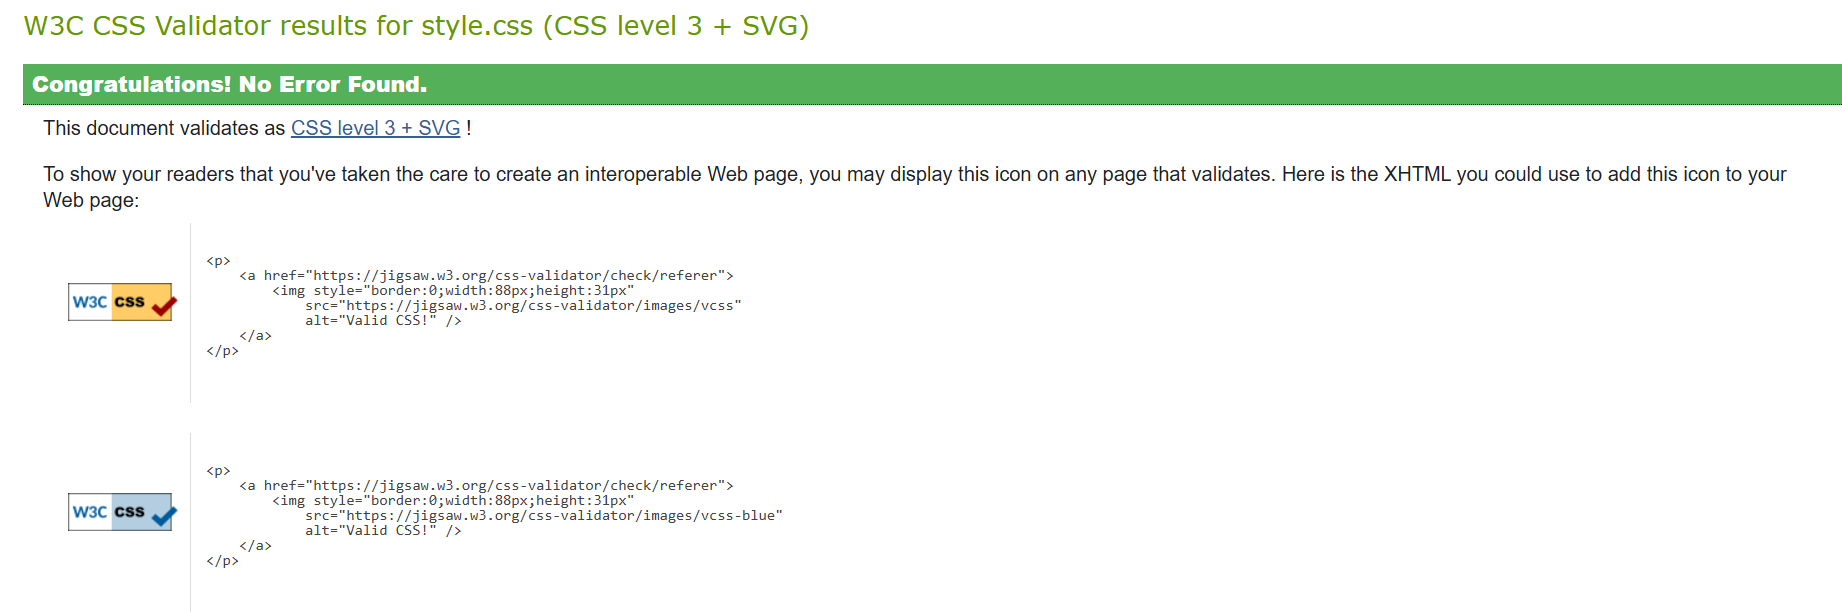 W3C CSS Validator results for style.css (CSS level 3 + SVG)
Congratulations! No Error Found.
This document validates as CSS level 3 + SVG !
To show your readers that you've taken the care to create an interoperable Web page, you may display this icon on any page that validates. Here is the XHTML you could use to add this icon to your
Web page:
W3C css
<p>
    <a href="https://jigsaw.w3.org/css-validator/check/referer">
        <img style="border:0;width:88px;height:31px"
            src="https://jigsaw.w3.org/css-validator/images/vcss"
            alt="Valid CSS!" />
    </a>
</p>
W3C css
<p>
    <a href="https://jigsaw.w3.org/css-validator/check/referer">
        <img style="border:0;width:88px;height:31px"
            src="https://jigsaw.w3.org/css-validator/images/vcss-blue"
            alt="Valid CSS!" />
    </a>
</p>